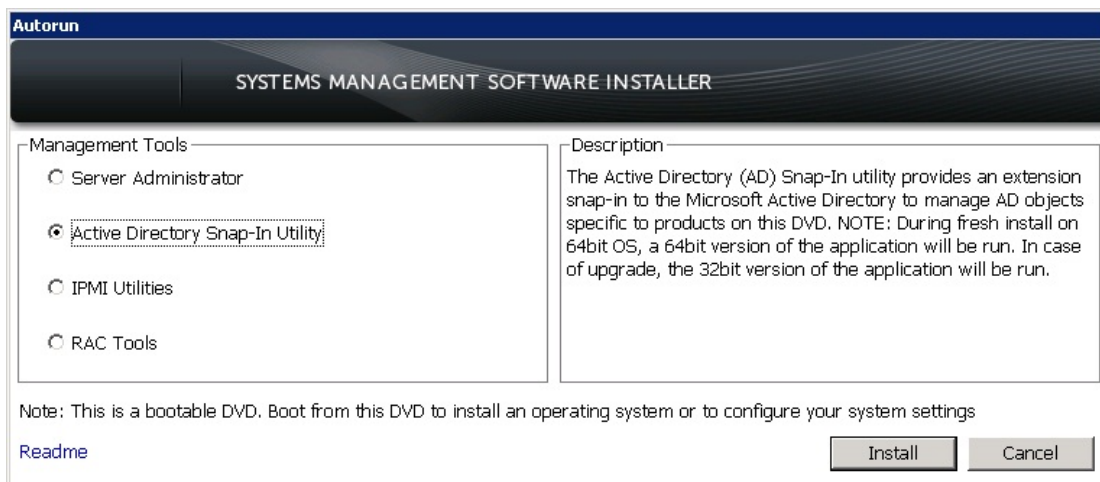 Autorun
SYSTEMS MANAGEMENT SOFTWARE INSTALLER
Management Tools
Server Administrator
Active Directory Snap-In Utility
IPMI Utilities
RAC Tools
Description
The Active Directory (AD) Snap-In utility provides an extension
snap-in to the Microsoft Active Directory to manage AD objects
specific to products on this DVD. NOTE: During fresh install on
64bit OS, a 64bit version of the application will be run. In case
of upgrade, the 32bit version of the application will be run.
Note: This is a bootable DVD. Boot from this DVD to install an operating system or to configure your system settings
Readme
Install
Cancel